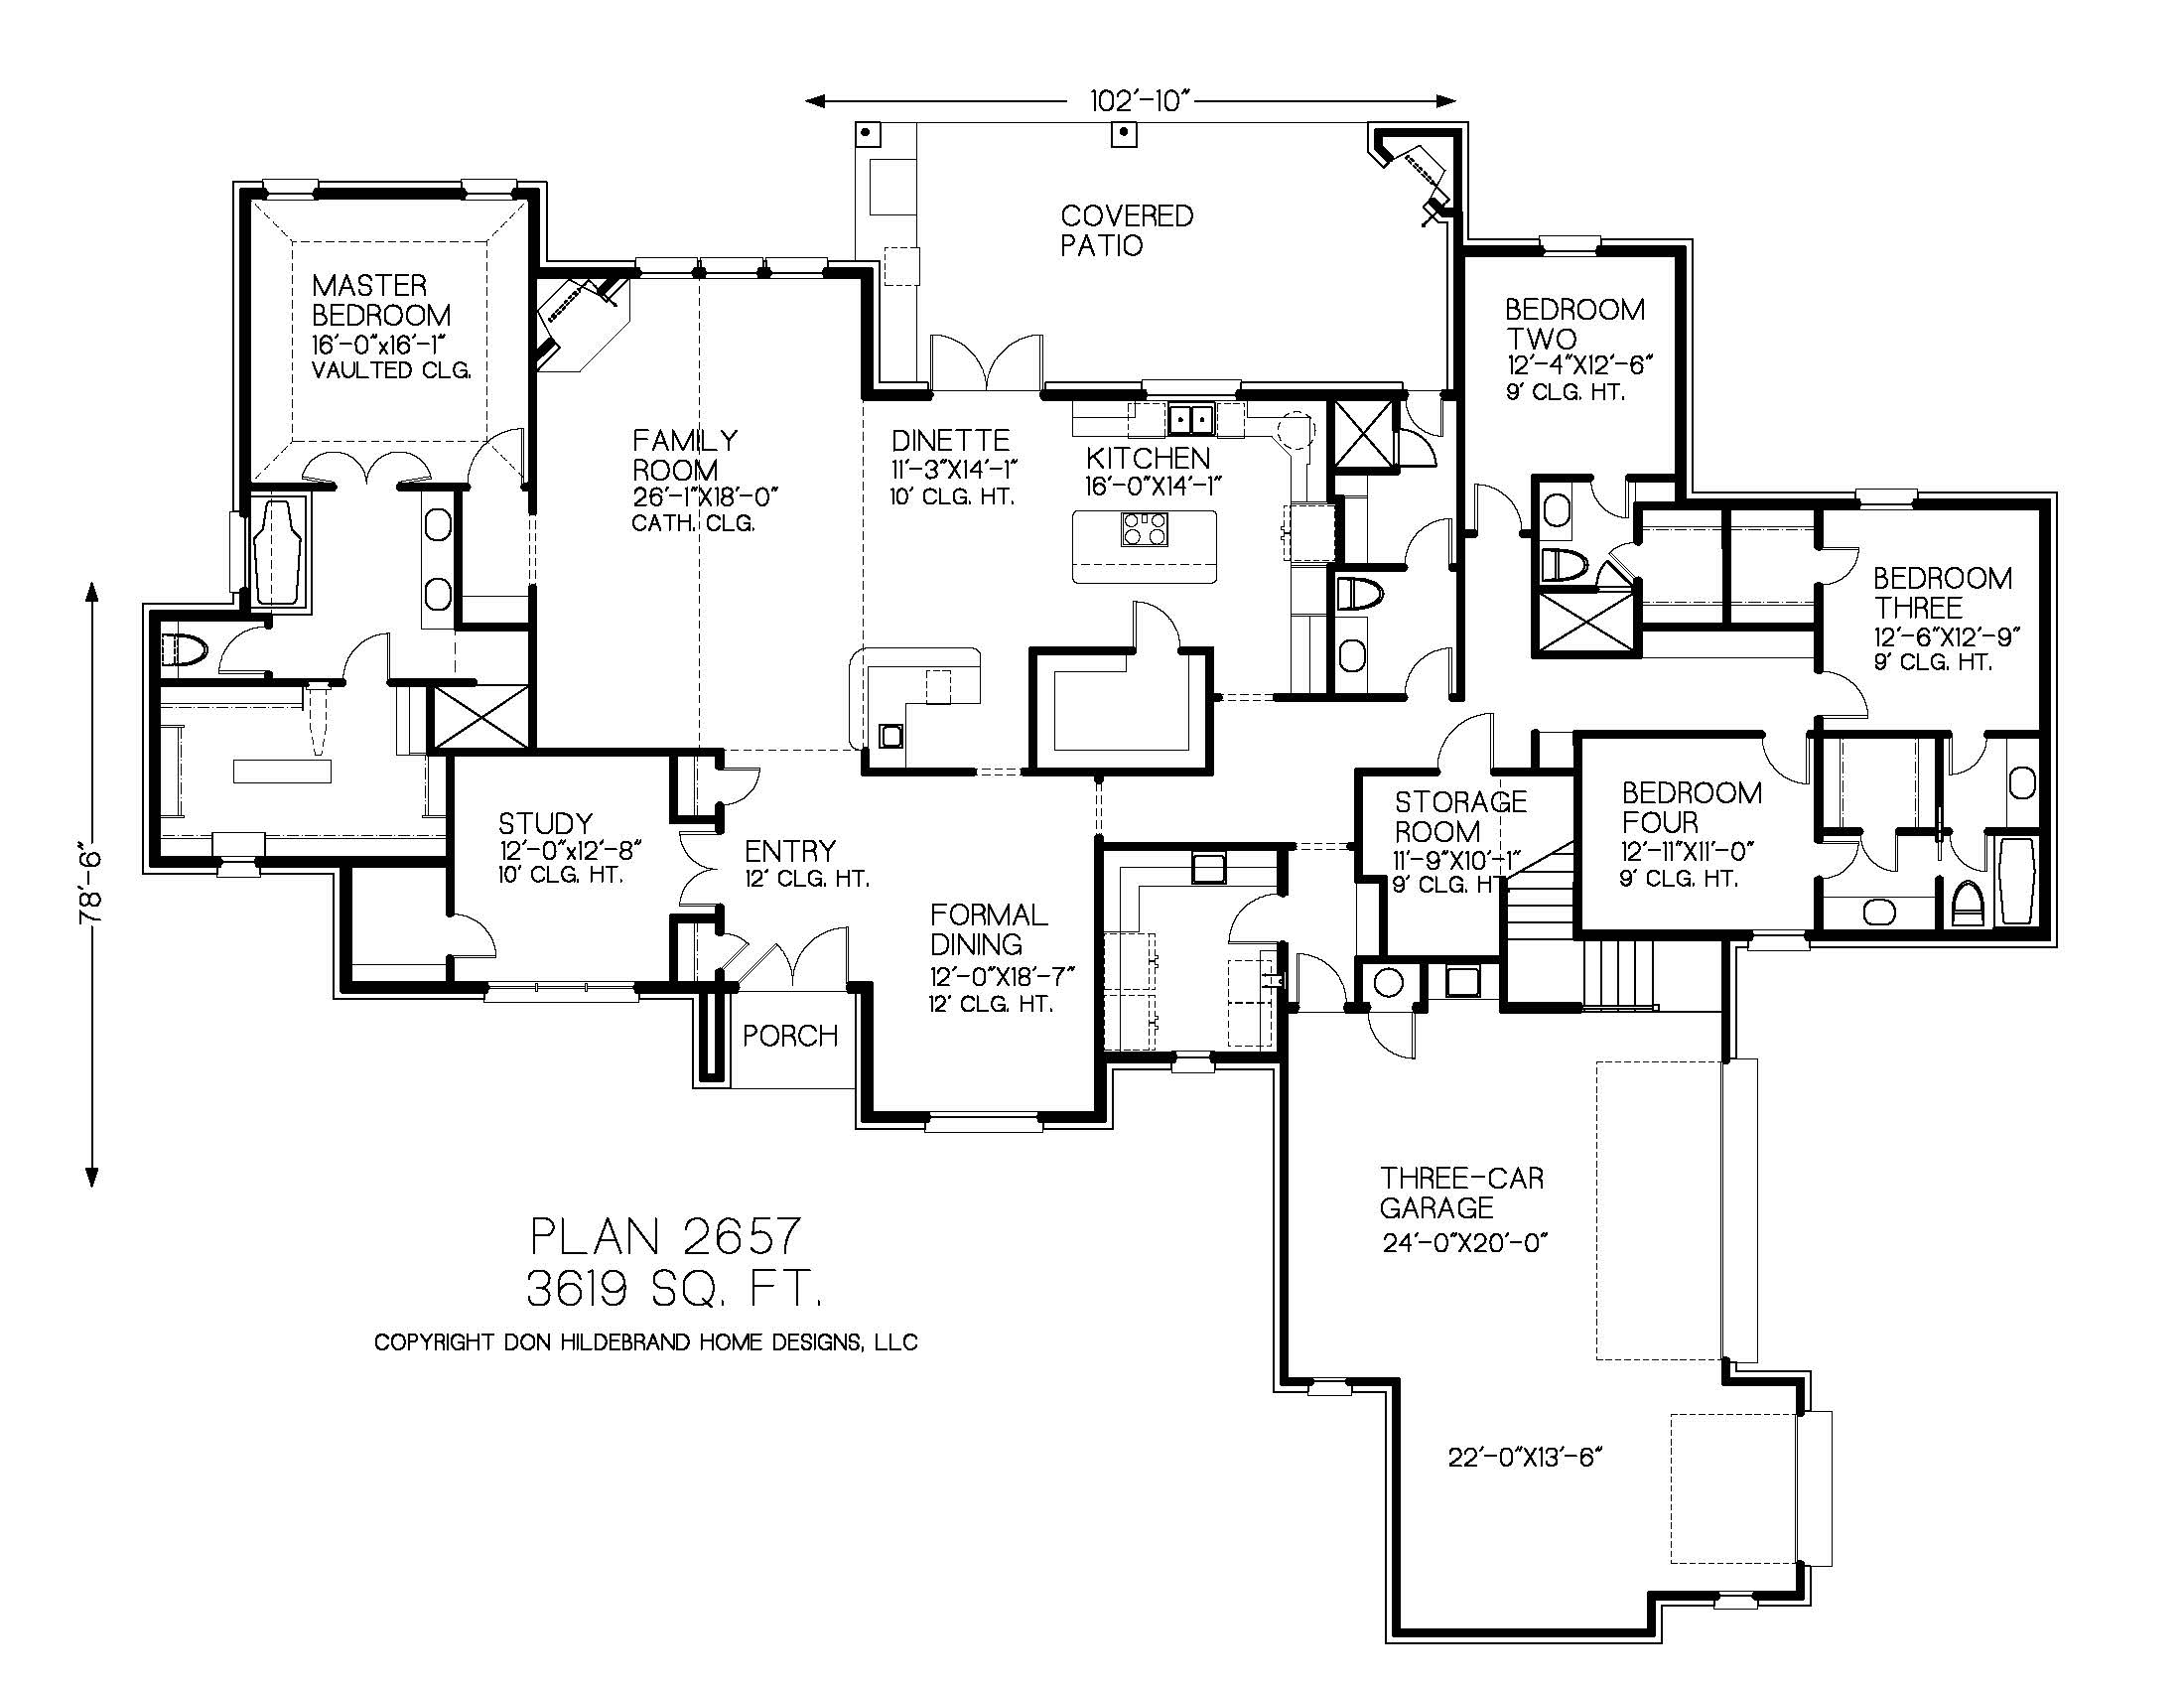 102'-10"
COVERED
PATIO
MASTER
BEDROOM
16'-0"x16'-1"
VAULTED CLG.
BEDROOM
TWO
12'-4"X12'-6"
9' CLG. HT.
FAMILY
ROOM
26'-1"X18'-0"
CATH. CLG.
DINETTE
11'-3"X14'-1"
10' CLG. HT.
KITCHEN
16'-0"X14'-1"
BEDROOM
THREE
12'-6"X12'-9"
9' CLG. HT.
STUDY
12'-0"x12'-8"
10' CLG. HT.
ENTRY
12' CLG. HT.
STORAGE
ROOM
11'-9"X10'-1"
9' CLG. HT
BEDROOM
FOUR
12'-11"X11'-0"
9' CLG. HT.
78'-6"
FORMAL
DINING
12'-0"X18'-7"
12' CLG. HT.
PORCH
THREE-CAR
GARAGE
24'-0"X20'-0"
22'-0"X13'-6"
PLAN 2657
3619 SQ. FT.
COPYRIGHT DON HILDEBRAND HOME DESIGNS, LLC